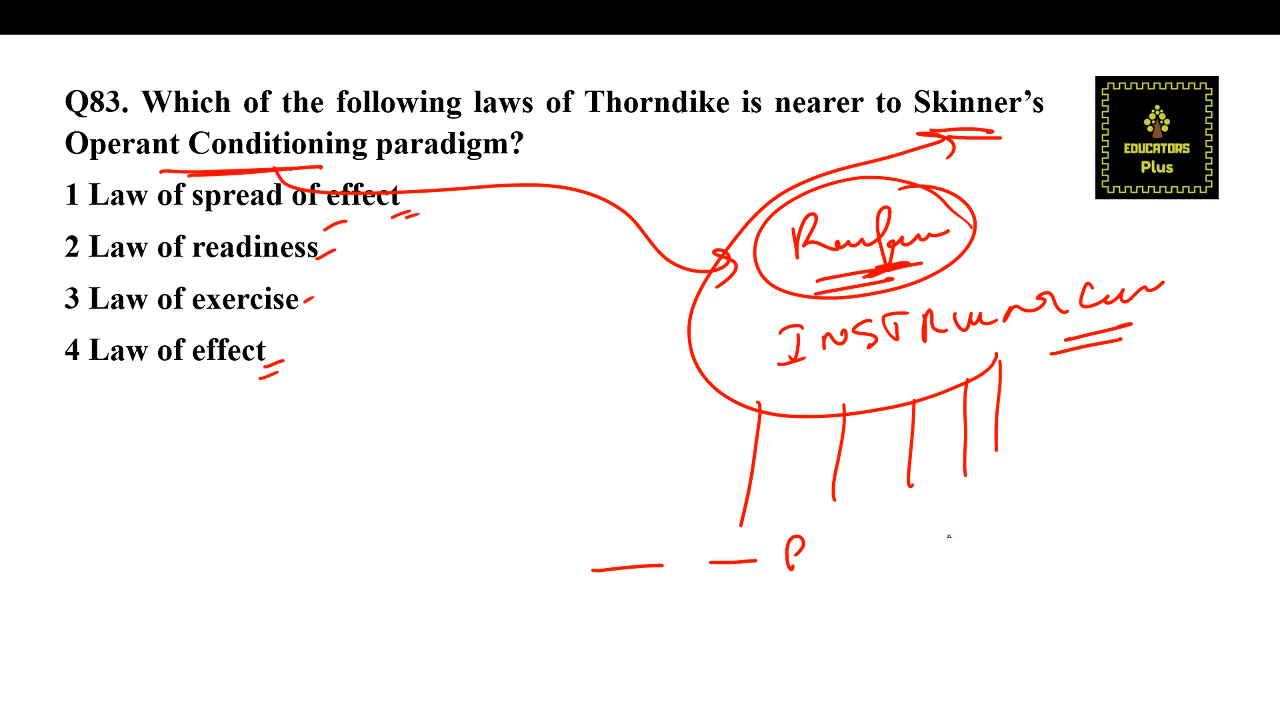 Q83. Which of the following laws of Thorndike is nearer to Skinner's
Operant Conditioning paradigm?
1 Law of spread of effect
2 Law of readiness
3 Law of exercise
4 Law of effect
EDUCATORS
Plus
P